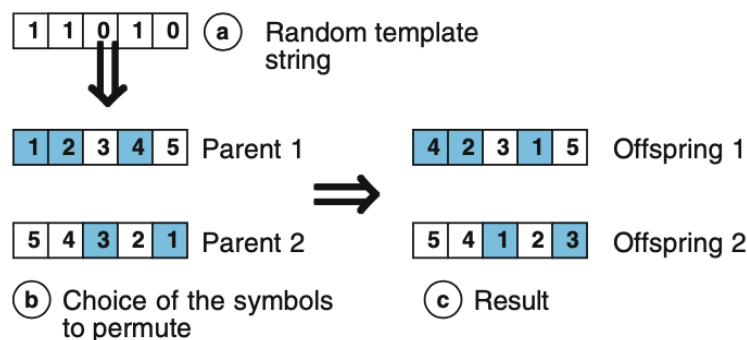 1 1 0 1 0 a Random template
string
1 2 3 4 5 Parent 1 4 2 3 1 5 Offspring 1
5 4 3 2 1 Parent 2 5 4 1 2 3 Offspring 2
b Choice of the symbols c Result
to permute